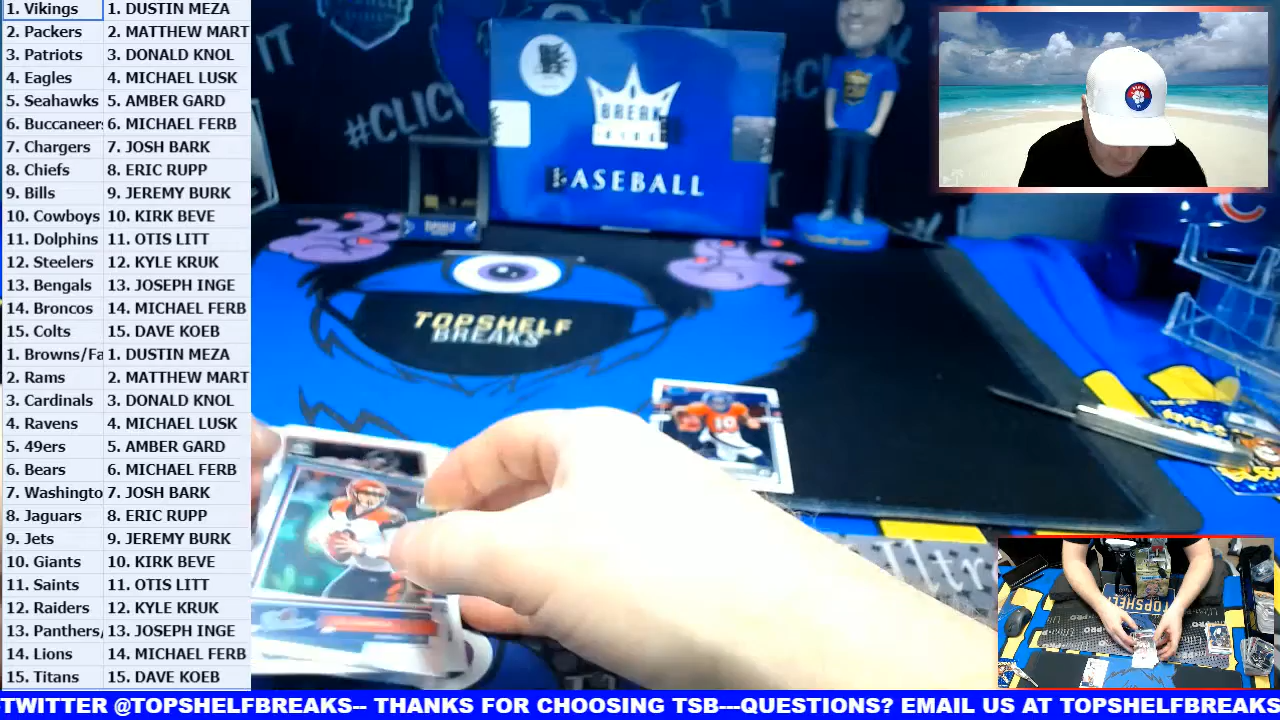 1. Vikings 1. DUSTIN MEZA
2. Packers 2. MATTHEW MART
3. Patriots 3. DONALD KNOL
4. Eagles 4. MICHAEL LUSK
5. Seahawks 5. AMBER GARD
6. Buccaneers 6. MICHAEL FERB
7. Chargers 7. JOSH BARK
8. Chiefs 8. ERIC RUPP
9. Bills 9. JEREMY BURK
10. Cowboys 10. KIRK BEVE
11. Dolphins 11. OTIS LITT
12. Steelers 12. KYLE KRUK
13. Bengals 13. JOSEPH INGE
14. Broncos 14. MICHAEL FERB
15. Colts 15. DAVE KOEB
1. Browns/Fa 1. DUSTIN MEZA
2. Rams 2. MATTHEW MART
3. Cardinals 3. DONALD KNOL
4. Ravens 4. MICHAEL LUSK
5. 49ers 5. AMBER GARD
6. Bears 6. MICHAEL FERB
7. Washingto 7. JOSH BARK
8. Jaguars 8. ERIC RUPP
9. Jets 9. JEREMY BURK
10. Giants 10. KIRK BEVE
11. Saints 11. OTIS LITT
12. Raiders 12. KYLE KRUK
13. Panthers/ 13. JOSEPH INGE
14. Lions 14. MICHAEL FERB
15. Titans 15. DAVE KOEB
#CLICK
BREAK
BASEBALL
TOPSHELF
BREAKS
10
TOPSHELF
TWITTER @TOPSHELFBREAKS-- THANKS FOR CHOOSING TSB---QUESTIONS? EMAIL US AT TOPSHELFBREAKS